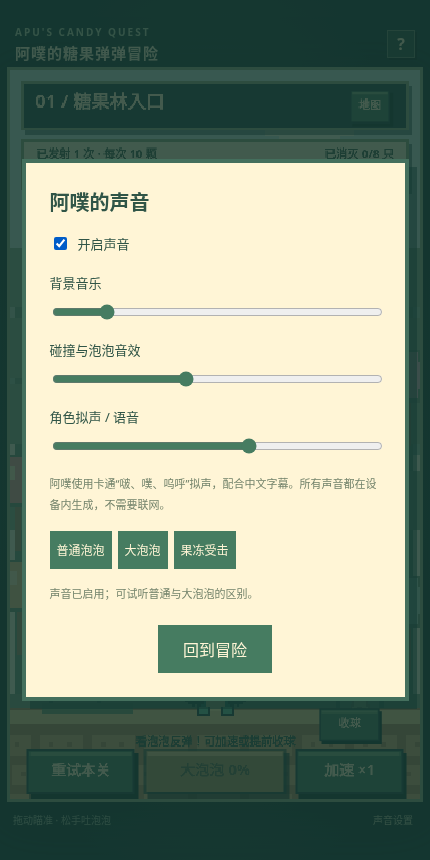 APU'S CANDY QUEST
阿噗的糖果弹弹冒险
?
01 / 糖果林入口
地图
已发射 1 次 · 每次 10 颗
已消灭 0/8 只
阿噗的声音
开启声音
背景音乐
碰撞与泡泡音效
角色拟声 / 语音
阿噗使用卡通“啵、噗、呜呼”拟声，配合中文字幕。所有声音都在设
备内生成，不需要联网。
普通泡泡
大泡泡
果冻受击
声音已启用；可试听普通与大泡泡的区别。
回到冒险
收球
看泡泡反弹！可加速或提前收球
重试本关
大泡泡 0%
加速 ×1
拖动瞄准 · 松手吐泡泡
声音设置